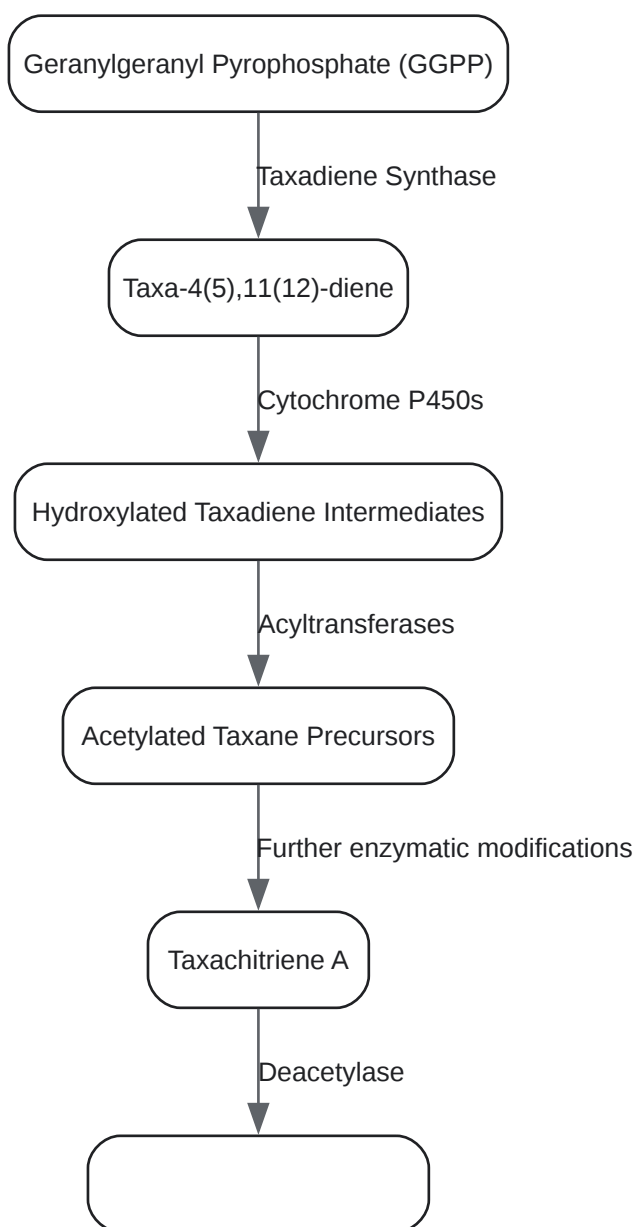 Geranylgeranyl Pyrophosphate (GGPP)
Taxadiene Synthase
Taxa-4(5),11(12)-diene
Cytochrome P450s
Hydroxylated Taxadiene Intermediates
Acyltransferases
Acetylated Taxane Precursors
Further enzymatic modifications
Taxachitriene A
Deacetylase